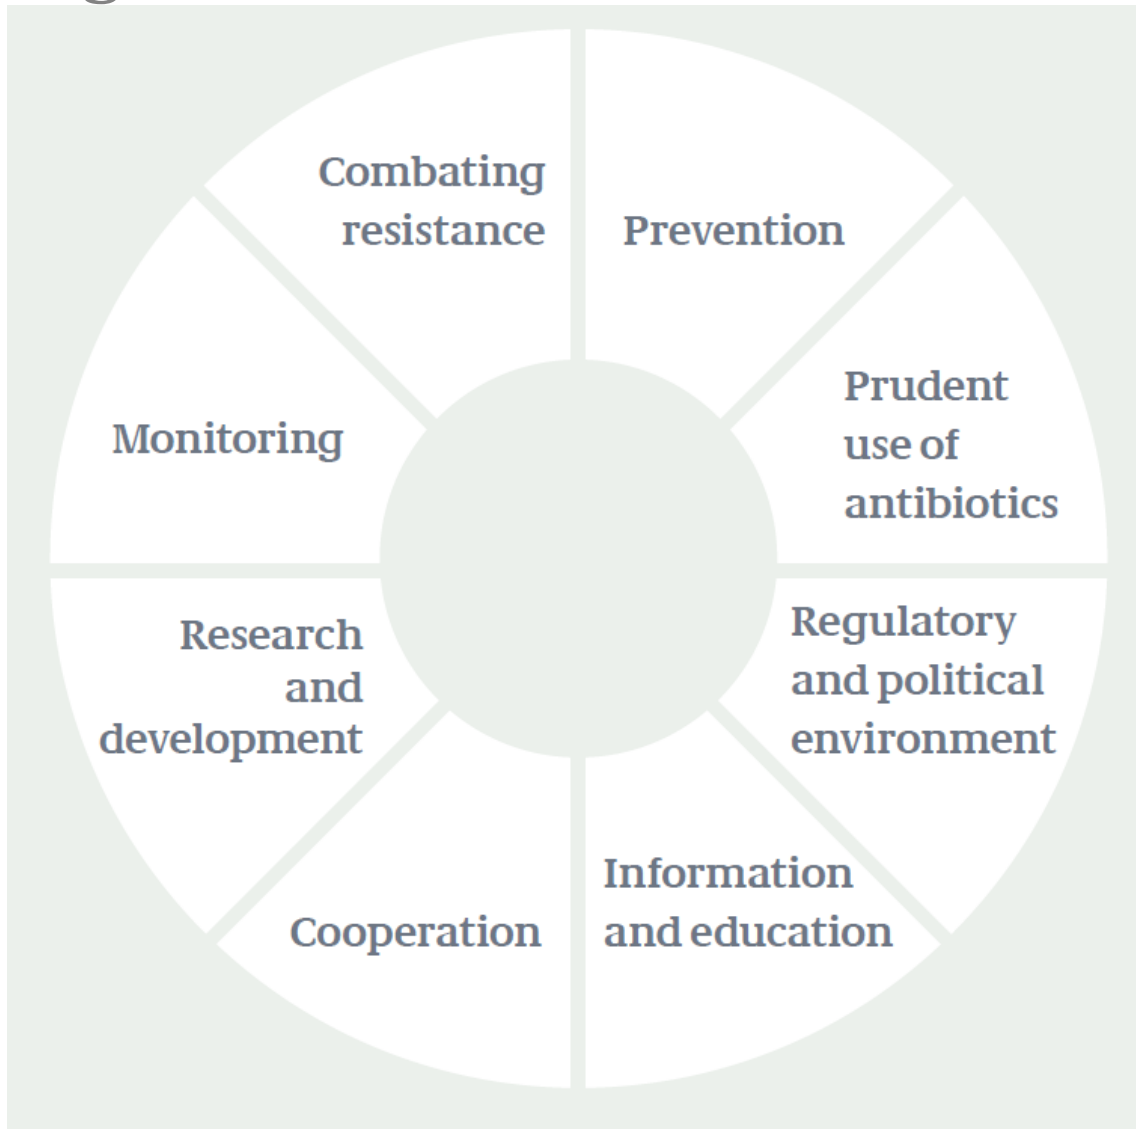 Combating
resistance
Prevention
Prudent
use of
antibiotics
Regulatory
and political
environment
Information
and education
Cooperation
Research
and
development
Monitoring